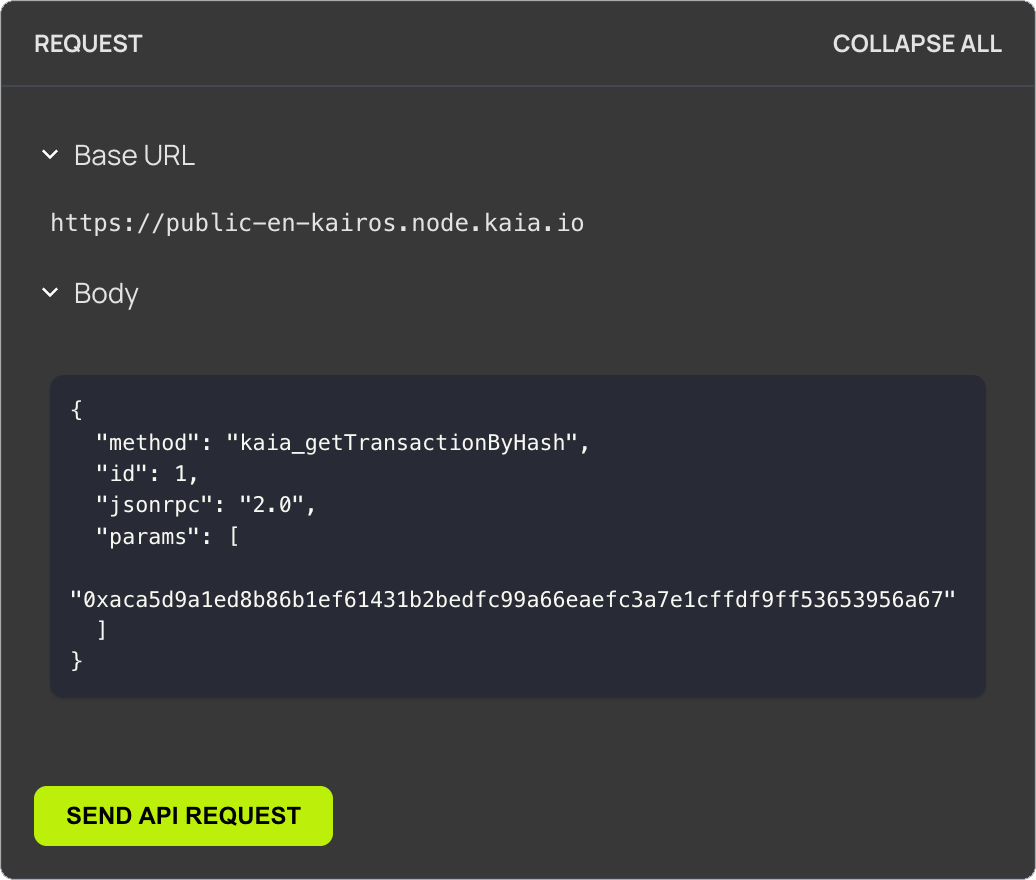 REQUEST
COLLAPSE ALL
Base URL
https://public-en-kairos.node.kaia.io
Body
{
  "method": "kaia_getTransactionByHash",
  "id": 1,
  "jsonrpc": "2.0",
  "params": [
"0xaca5d9a1ed8b86b1ef61431b2bedfc99a66eaefc3a7e1cffdf9ff53653956a67"
  ]
}
SEND API REQUEST